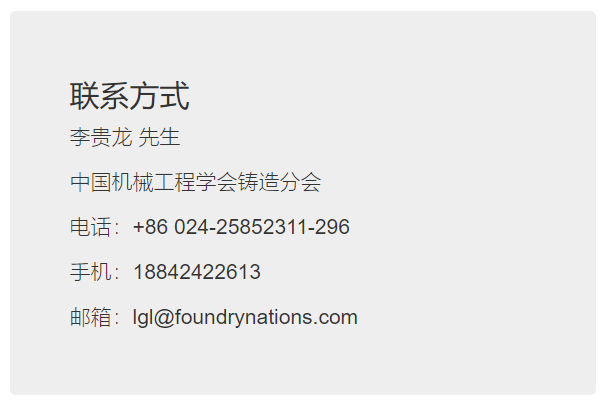 联系方式
李贵龙 先生
中国机械工程学会铸造分会
电话：+86 024-25852311-296
手机：18842422613
邮箱：lgl@foundrynations.com